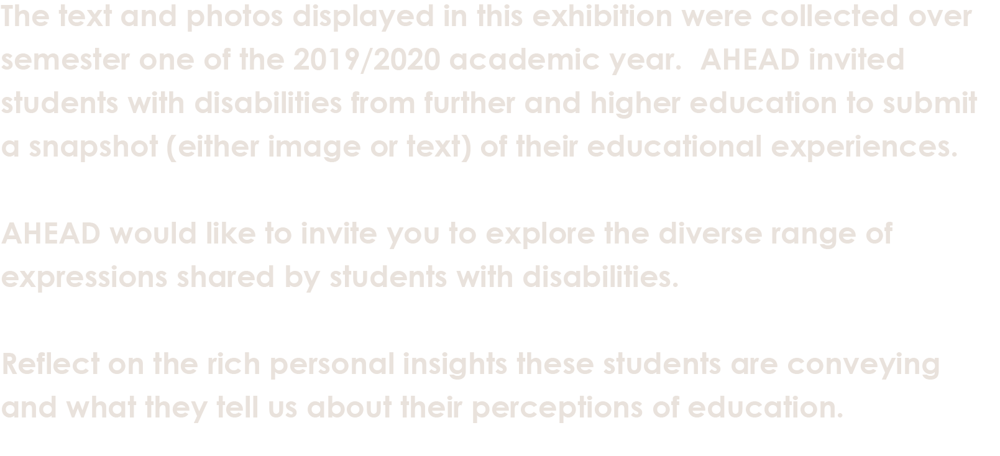 The text and photos displayed in this exhibition were collected over
semester one of the 2019/2020 academic year.  AHEAD invited
students with disabilities from further and higher education to submit
a snapshot (either image or text) of their educational experiences.
AHEAD would like to invite you to explore the diverse range of
expressions shared by students with disabilities.
Reflect on the rich personal insights these students are conveying
and what they tell us about their perceptions of education.